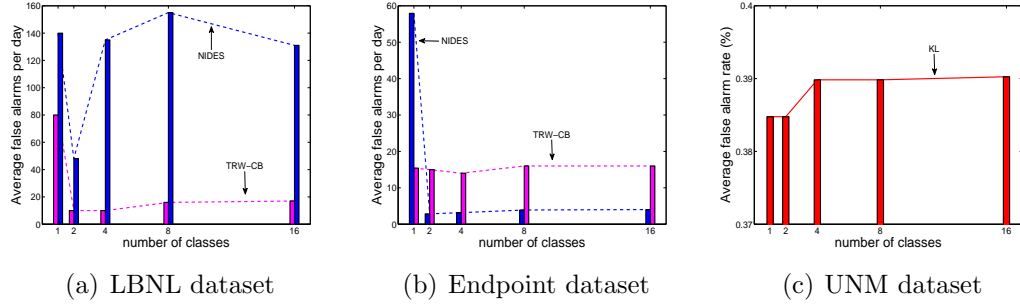 Average false alarms per day
160
140
120
100
80
60
40
20
0
NIDES
TRW-CB
1 2 4 8 16
number of classes
(a) LBNL dataset
Average false alarms per day
60
50
40
30
20
10
0
NIDES
TRW-CB
1 2 4 8 16
number of classes
(b) Endpoint dataset
Average false alarm rate (%)
0.4
0.39
0.38
0.37
KL
1 2 4 8 16
number of classes
(c) UNM dataset